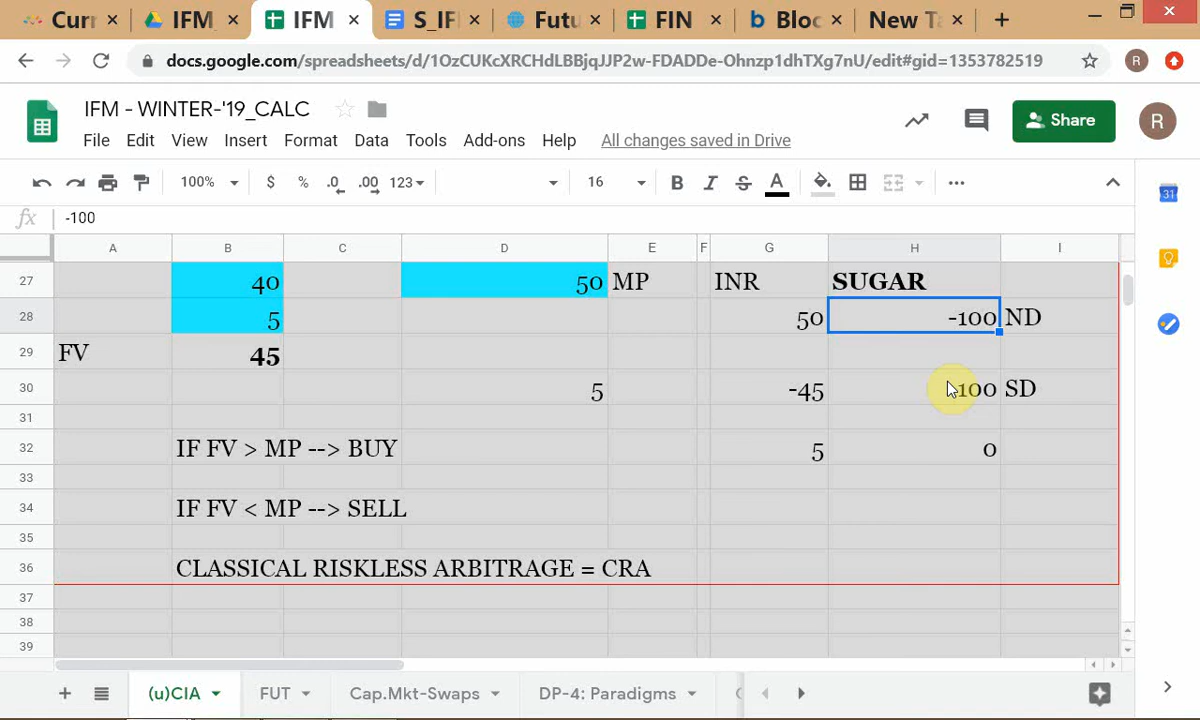 Curr × IFM × IFM × S_IFI × Futu × FIN × b Bloc × New Ta × +
docs.google.com/spreadsheets/d/1OzCUKcXRCHdLBBjqJJP2w-FDADDe-Ohnzp1dhTXg7nU/edit#gid=1353782519 R
IFM - WINTER-'19_CALC
Share R
File Edit View Insert Format Data Tools Add-ons Help All changes saved in Drive
100% $ % .0 .00 123 16 B I S A ...
fx -100
A B C D E F G H I
27 40 50 MP INR SUGAR
28 5 50 -100 ND
29 FV 45
30 5 -45 100 SD
31
32 IF FV > MP --> BUY 5 0
33
34 IF FV < MP --> SELL
35
36 CLASSICAL RISKLESS ARBITRAGE = CRA
37
38
39
+ (u)CIA FUT Cap.Mkt-Swaps DP-4: Paradigms
31